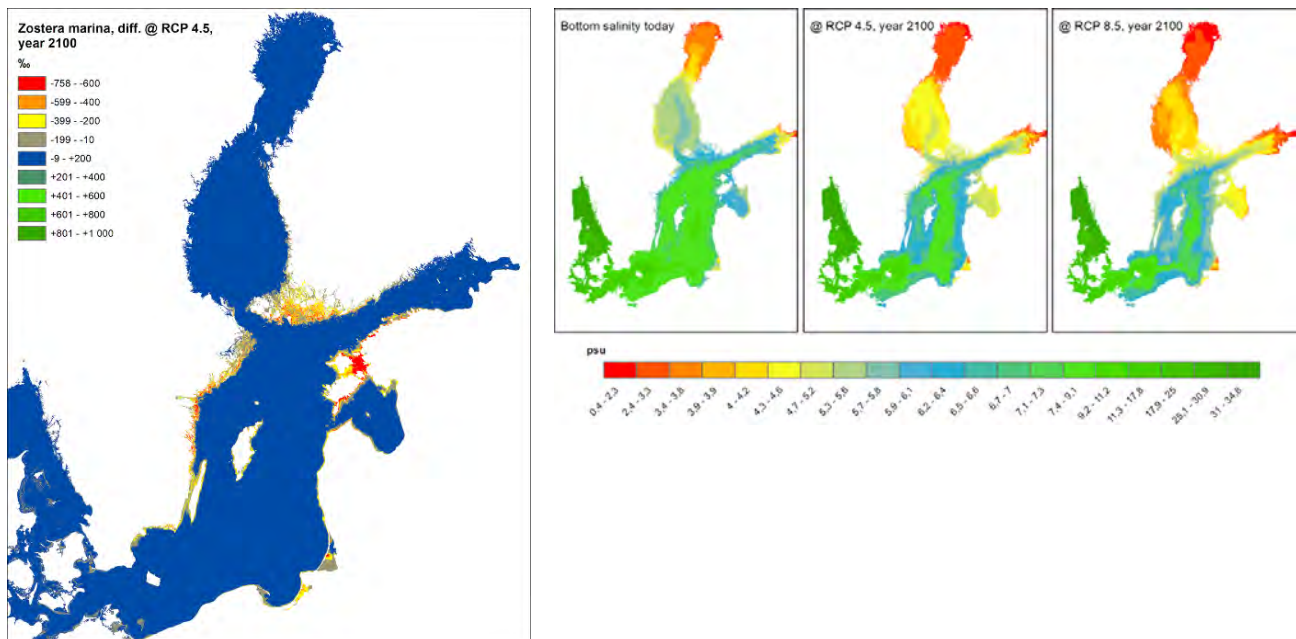 Zostera marina, diff. @ RCP 4.5,
year 2100
‰
-758 - -600
-599 - -400
-399 - -200
-199 - -10
-9 - +200
+201 - +400
+401 - +600
+601 - +800
+801 - +1 000
Bottom salinity today
@ RCP 4.5, year 2100
@ RCP 8.5, year 2100
psu
0.4 - 2,3
2,4 - 3,3
3,4 - 3,8
3,9 - 3,9
4 - 4,2
4,3 - 4,6
4,7 - 5,2
5,3 - 5,6
5,7 - 5,8
5,9 - 6,1
6,2 - 6,4
6,5 - 6,6
6,7 - 7
7,1 - 7,3
7,4 - 9,1
9,2 - 11,2
11,3 - 17,8
17,9 - 25
25,1 - 30,9
31 - 34,8